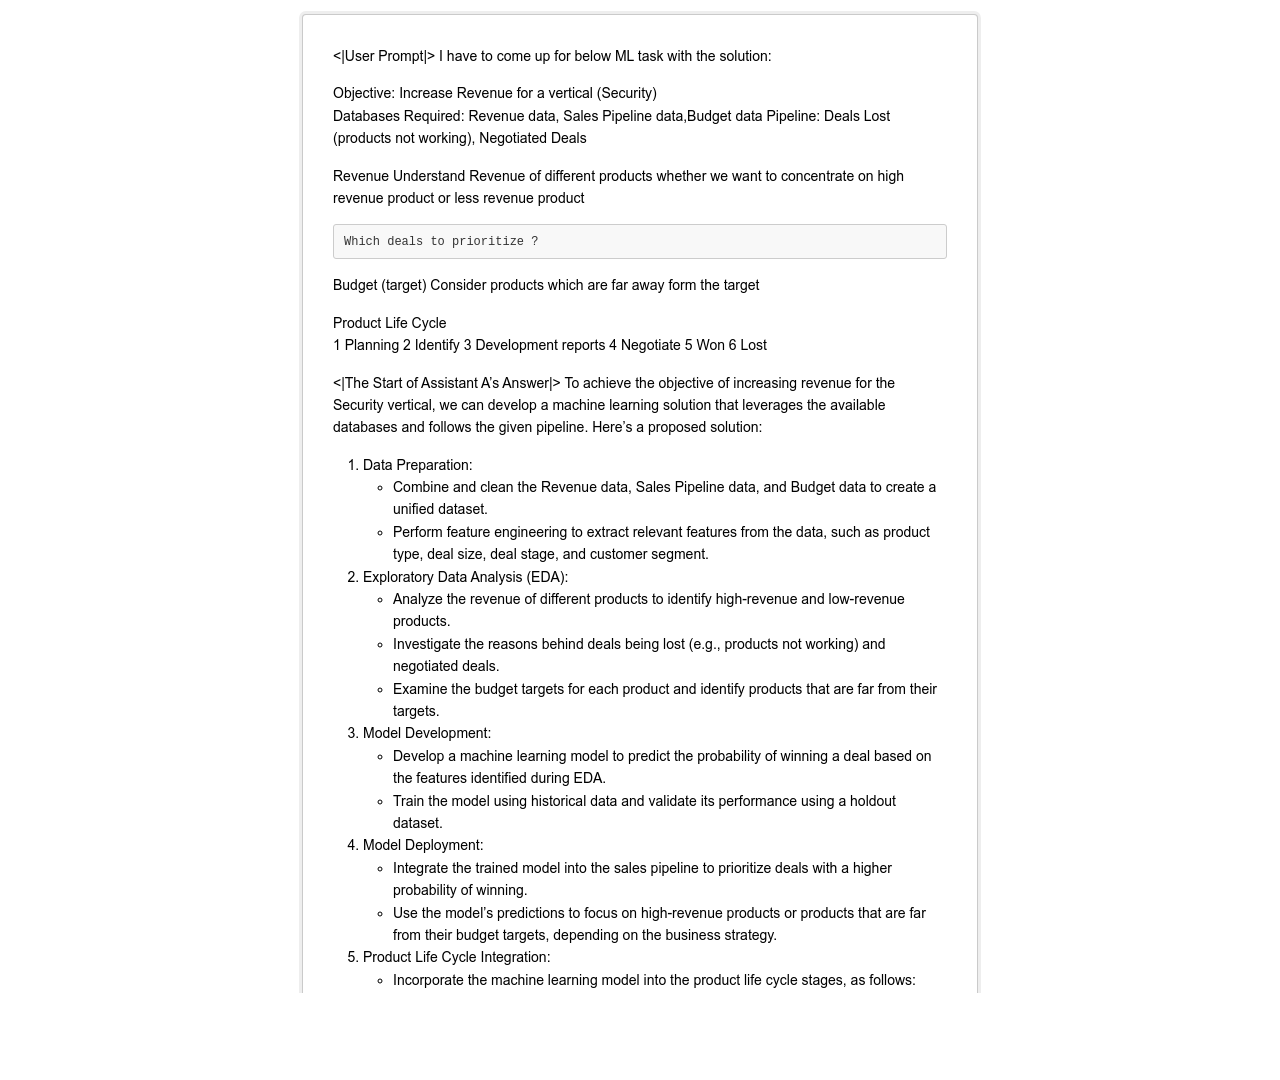 <|User Prompt|> I have to come up for below ML task with the solution:
Objective: Increase Revenue for a vertical (Security)
Databases Required: Revenue data, Sales Pipeline data,Budget data Pipeline: Deals Lost
(products not working), Negotiated Deals
Revenue Understand Revenue of different products whether we want to concentrate on high
revenue product or less revenue product
Which deals to prioritize ?
Budget (target) Consider products which are far away form the target
Product Life Cycle
1 Planning 2 Identify 3 Development reports 4 Negotiate 5 Won 6 Lost
<|The Start of Assistant A’s Answer|> To achieve the objective of increasing revenue for the
Security vertical, we can develop a machine learning solution that leverages the available
databases and follows the given pipeline. Here’s a proposed solution:
1. Data Preparation:
◦ Combine and clean the Revenue data, Sales Pipeline data, and Budget data to create a
unified dataset.
◦ Perform feature engineering to extract relevant features from the data, such as product
type, deal size, deal stage, and customer segment.
2. Exploratory Data Analysis (EDA):
◦ Analyze the revenue of different products to identify high-revenue and low-revenue
products.
◦ Investigate the reasons behind deals being lost (e.g., products not working) and
negotiated deals.
◦ Examine the budget targets for each product and identify products that are far from their
targets.
3. Model Development:
◦ Develop a machine learning model to predict the probability of winning a deal based on
the features identified during EDA.
◦ Train the model using historical data and validate its performance using a holdout
dataset.
4. Model Deployment:
◦ Integrate the trained model into the sales pipeline to prioritize deals with a higher
probability of winning.
◦ Use the model’s predictions to focus on high-revenue products or products that are far
from their budget targets, depending on the business strategy.
5. Product Life Cycle Integration:
◦ Incorporate the machine learning model into the product life cycle stages, as follows: